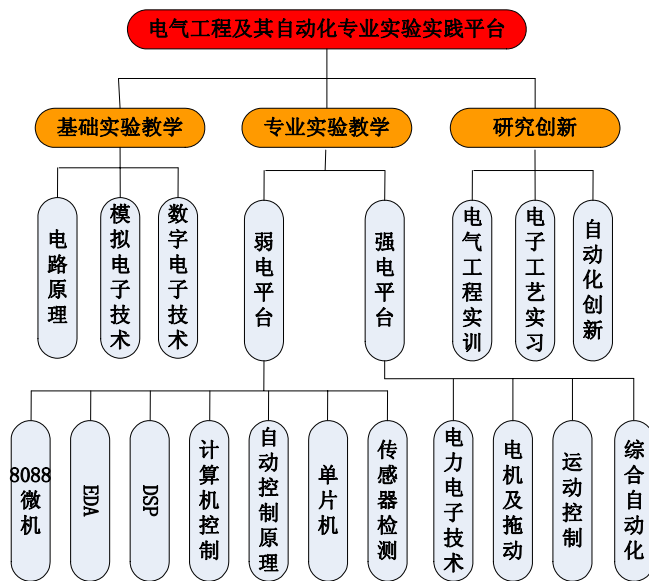 电气工程及其自动化专业实验实践平台
基础实验教学
专业实验教学
研究创新
电路原理
模拟电子技术
数字电子技术
弱电平台
强电平台
电气工程实训
电子工艺实习
自动化创新
8088微机
EDA
DSP
计算机控制
自动控制原理
单片机
传感器检测
电力电子技术
电机及拖动
运动控制
综合自动化